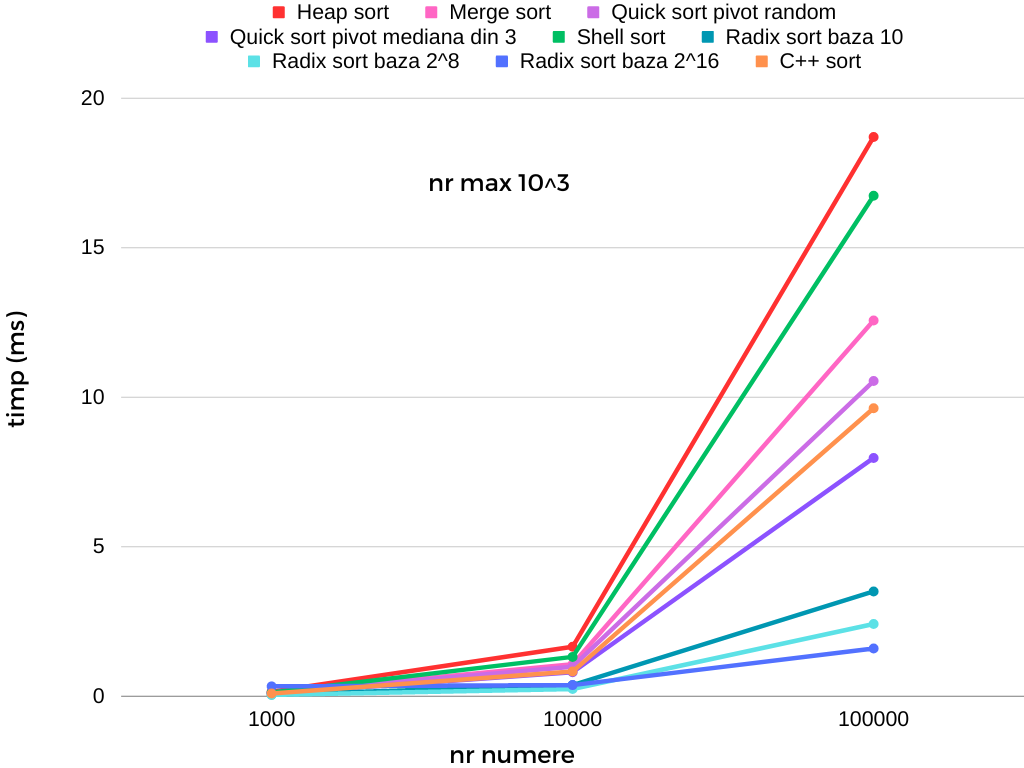 Heap sort Merge sort Quick sort pivot random
Quick sort pivot mediana din 3 Shell sort Radix sort baza 10
Radix sort baza 2^8 Radix sort baza 2^16 C++ sort
20
nr max 10^3
15
timp (ms)
10
5
0
1000 10000 100000
nr numere